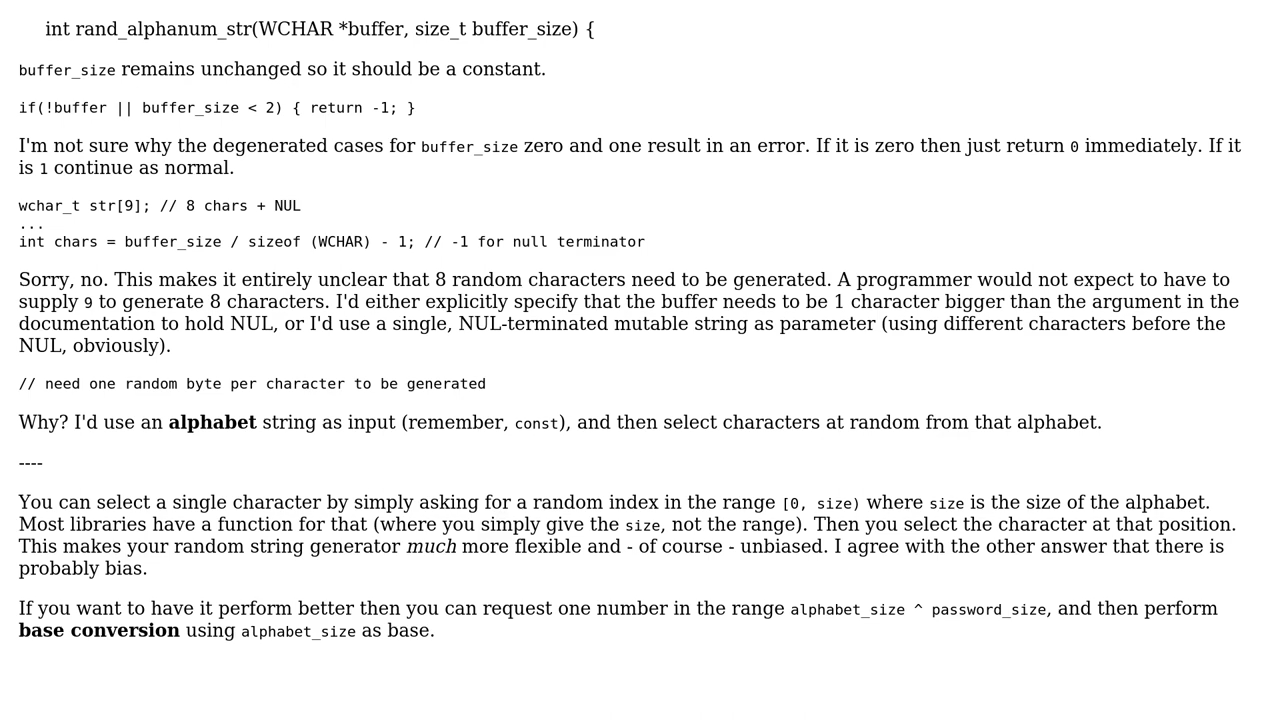 int rand_alphanum_str(WCHAR *buffer, size_t buffer_size) {
buffer_size remains unchanged so it should be a constant.
if(!buffer || buffer_size < 2) { return -1; }
I'm not sure why the degenerated cases for buffer_size zero and one result in an error. If it is zero then just return 0 immediately. If it
is 1 continue as normal.
wchar_t str[9]; // 8 chars + NUL
...
int chars = buffer_size / sizeof (WCHAR) - 1; // -1 for null terminator
Sorry, no. This makes it entirely unclear that 8 random characters need to be generated. A programmer would not expect to have to
supply 9 to generate 8 characters. I'd either explicitly specify that the buffer needs to be 1 character bigger than the argument in the
documentation to hold NUL, or I'd use a single, NUL-terminated mutable string as parameter (using different characters before the
NUL, obviously).
// need one random byte per character to be generated
Why? I'd use an alphabet string as input (remember, const), and then select characters at random from that alphabet.
----
You can select a single character by simply asking for a random index in the range [0, size) where size is the size of the alphabet.
Most libraries have a function for that (where you simply give the size, not the range). Then you select the character at that position.
This makes your random string generator much more flexible and - of course - unbiased. I agree with the other answer that there is
probably bias.
If you want to have it perform better then you can request one number in the range alphabet_size ^ password_size, and then perform
base conversion using alphabet_size as base.